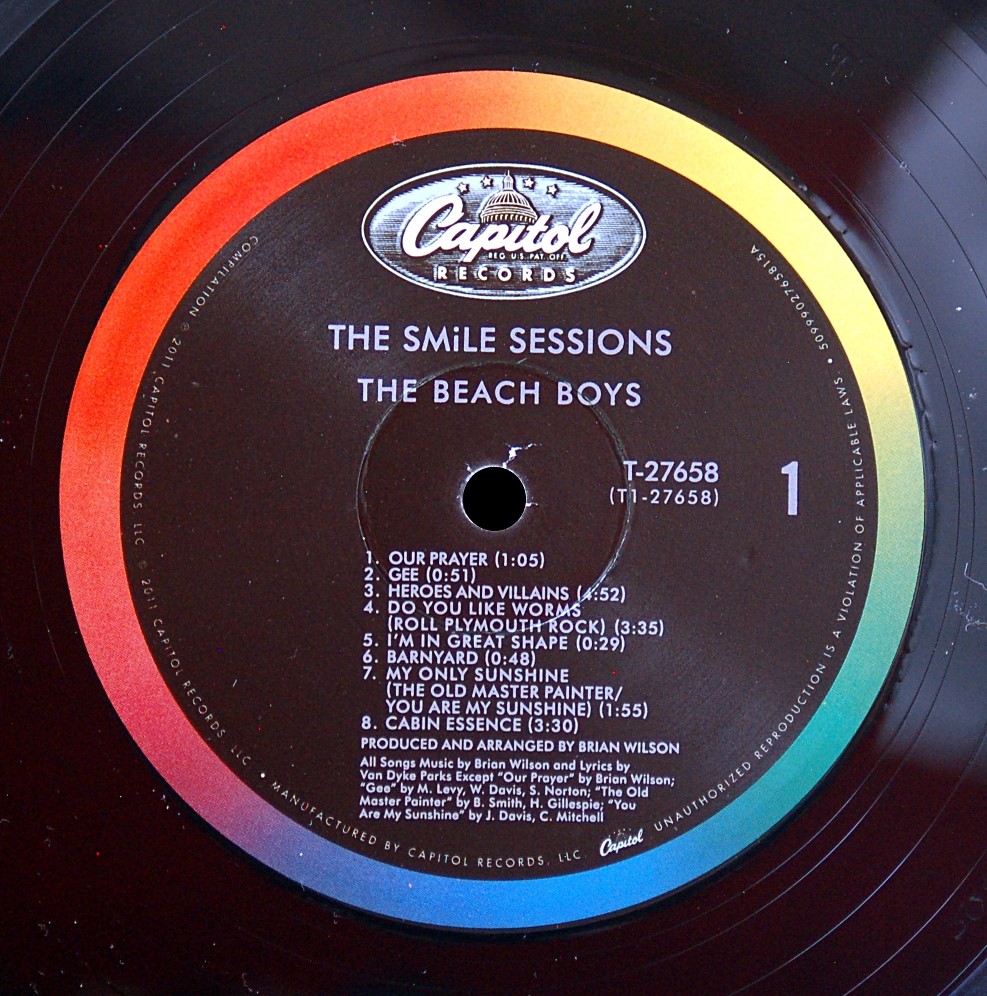 Capitol
REG. U.S. PAT. OFF.
RECORDS
THE SMiLE SESSIONS
THE BEACH BOYS
T-27658
(T1-27658)
1
1. OUR PRAYER (1:05)
2. GEE (0:51)
3. HEROES AND VILLAINS (4:52)
4. DO YOU LIKE WORMS
(ROLL PLYMOUTH ROCK) (3:35)
5. I'M IN GREAT SHAPE (0:29)
6. BARNYARD (0:48)
7. MY ONLY SUNSHINE
(THE OLD MASTER PAINTER/
YOU ARE MY SUNSHINE) (1:55)
8. CABIN ESSENCE (3:30)
PRODUCED AND ARRANGED BY BRIAN WILSON
All Songs Music by Brian Wilson and Lyrics by
Van Dyke Parks Except "Our Prayer" by Brian Wilson;
"Gee" by M. Levy, W. Davis, S. Norton; "The Old
Master Painter" by B. Smith, H. Gillespie; "You
Are My Sunshine" by J. Davis, C. Mitchell
COMPILATION ℗ 2011 CAPITOL RECORDS, LLC © 2011 CAPITOL RECORDS, LLC • MANUFACTURED BY CAPITOL RECORDS, LLC. Capitol UNAUTHORIZED REPRODUCTION IS A VIOLATION OF APPLICABLE LAWS • 5099902765815A